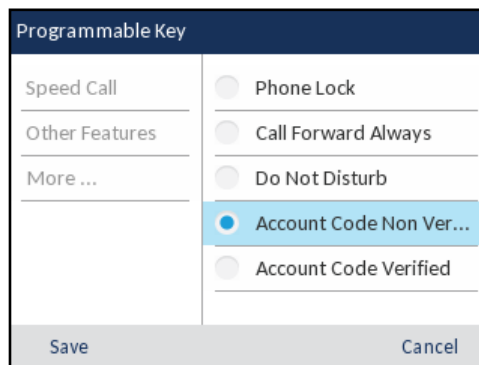 Programmable Key
Speed Call
Other Features
More ...
Phone Lock
Call Forward Always
Do Not Disturb
Account Code Non Ver...
Account Code Verified
Save
Cancel